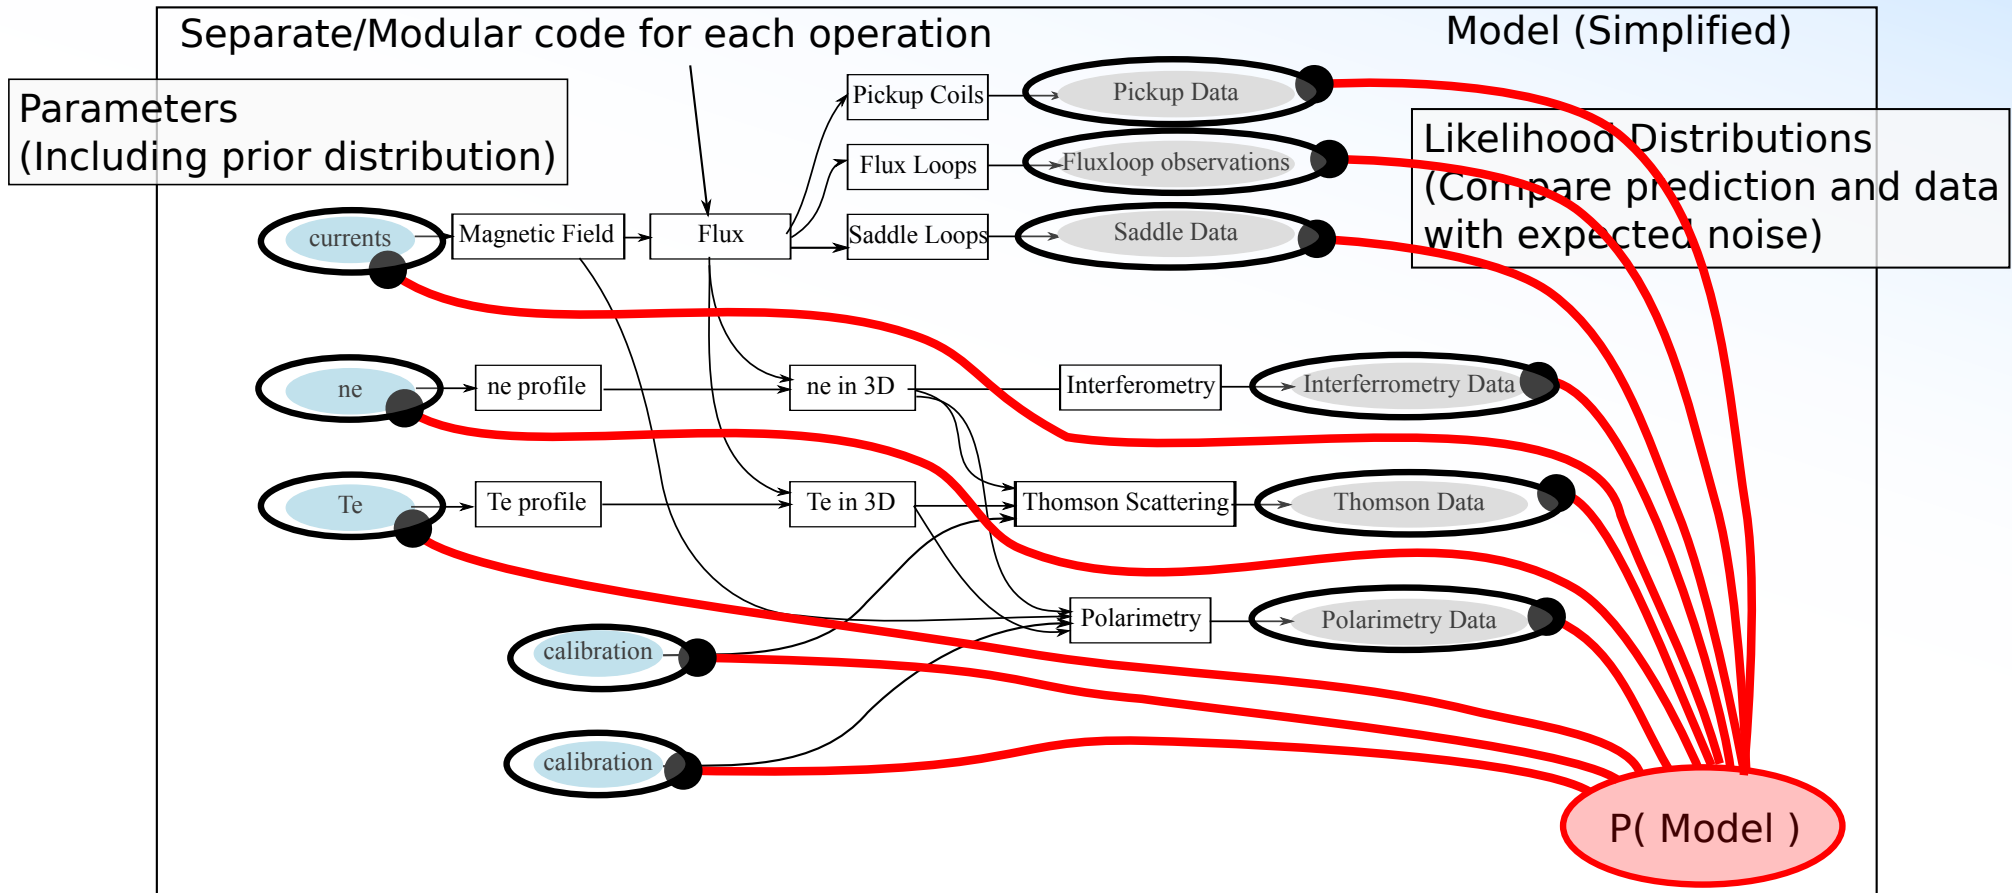 Separate/Modular code for each operation
Model (Simplified)
Parameters
(Including prior distribution)
Likelihood Distributions
(Compare prediction and data
with expected noise)
Pickup Coils
Pickup Data
Flux Loops
Fluxloop observations
currents
Magnetic Field
Flux
Saddle Loops
Saddle Data
ne
ne profile
ne in 3D
Interferometry
Interferrometry Data
Te
Te profile
Te in 3D
Thomson Scattering
Thomson Data
Polarimetry
Polarimetry Data
calibration
calibration
P( Model )